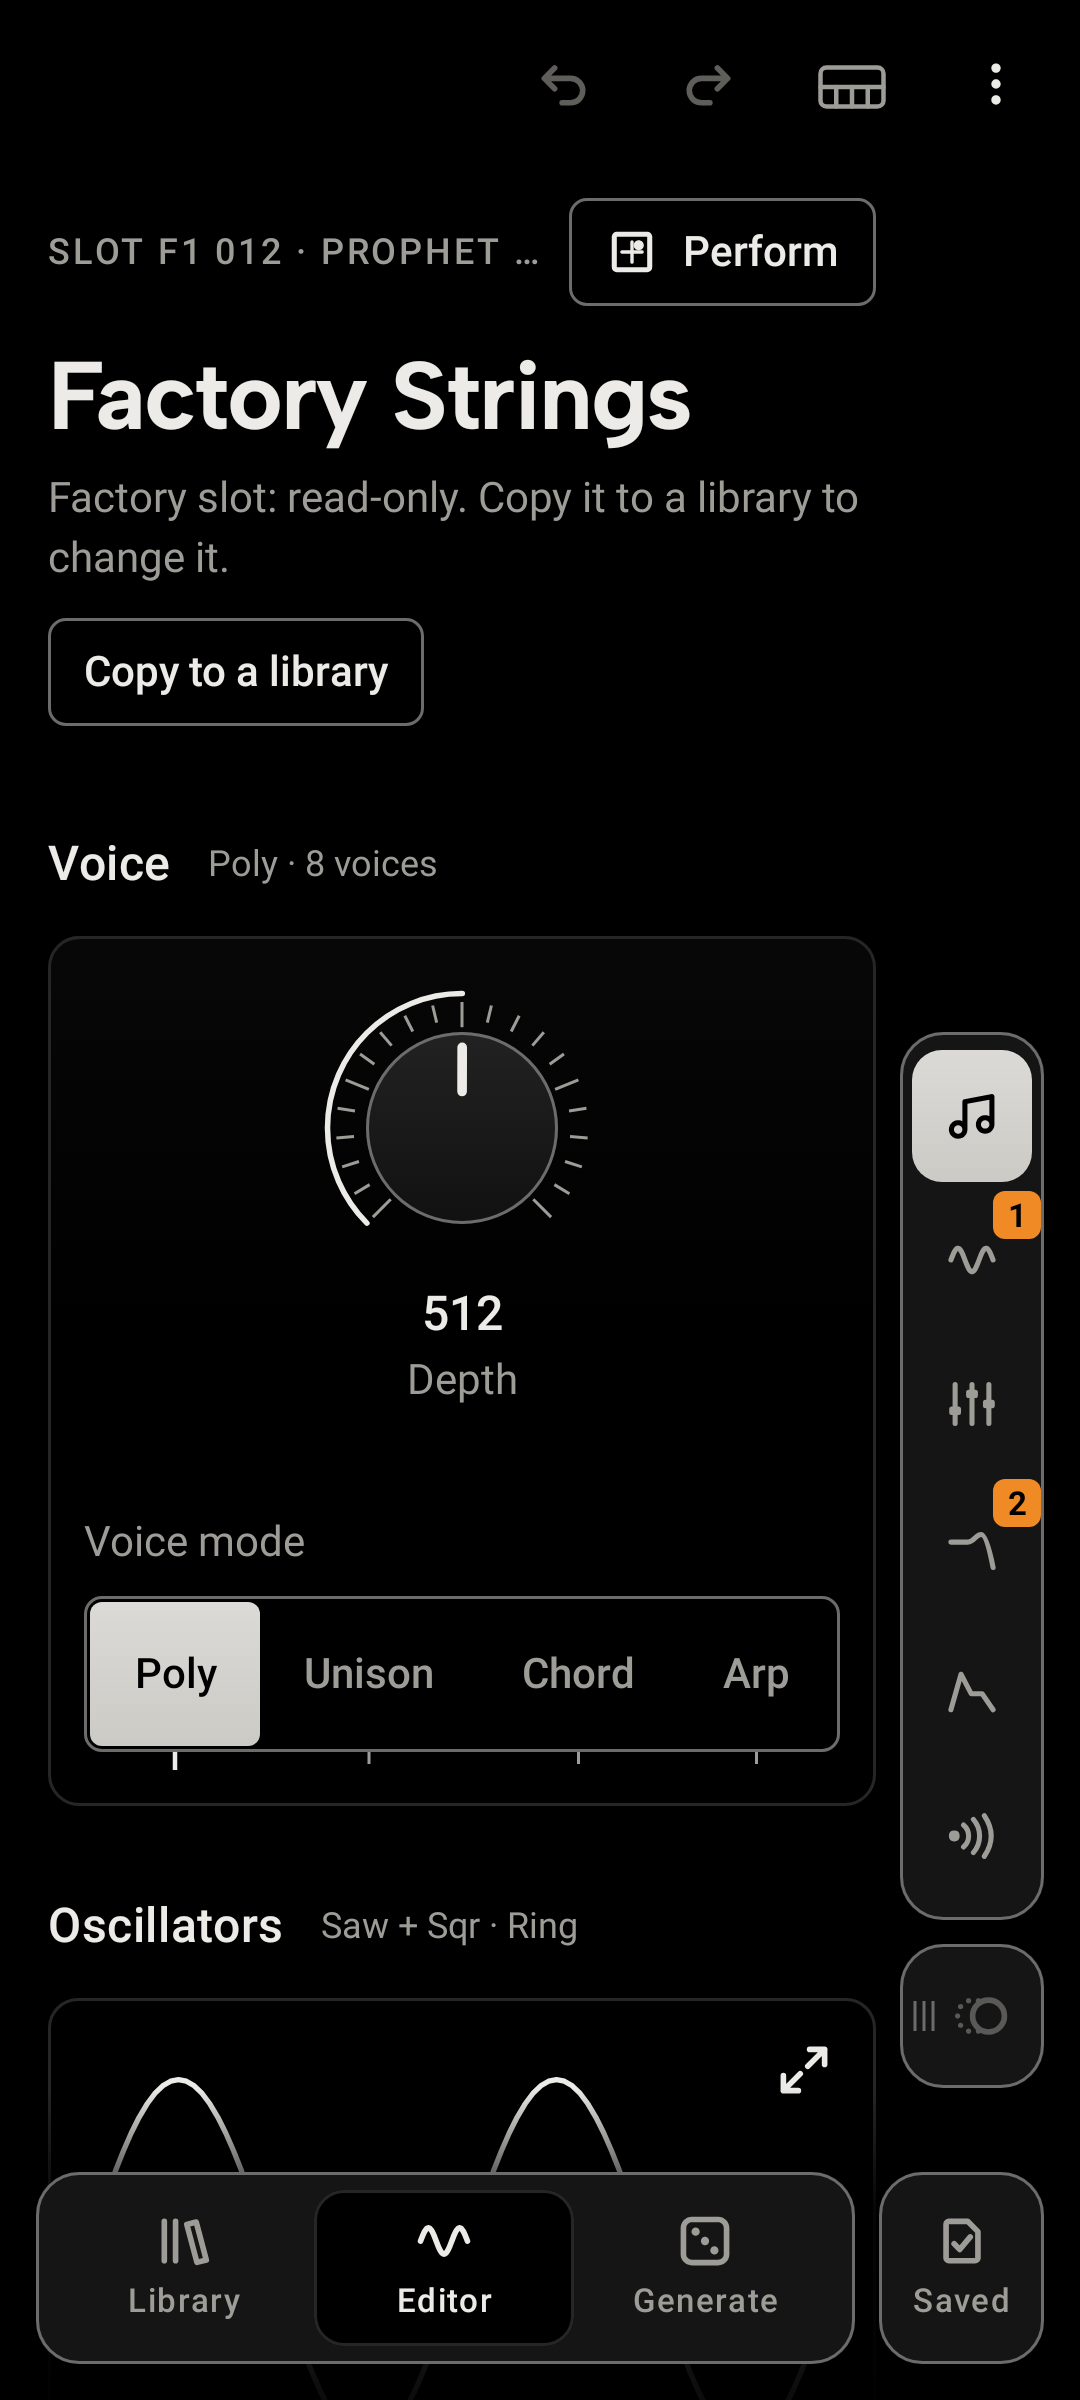 SLOT F1 012 · PROPHET …
Perform
Factory Strings
Factory slot: read-only. Copy it to a library to
change it.
Copy to a library
Voice
Poly · 8 voices
512
Depth
Voice mode
Poly
Unison
Chord
Arp
1
2
Oscillators
Saw + Sqr · Ring
Library
Editor
Generate
Saved